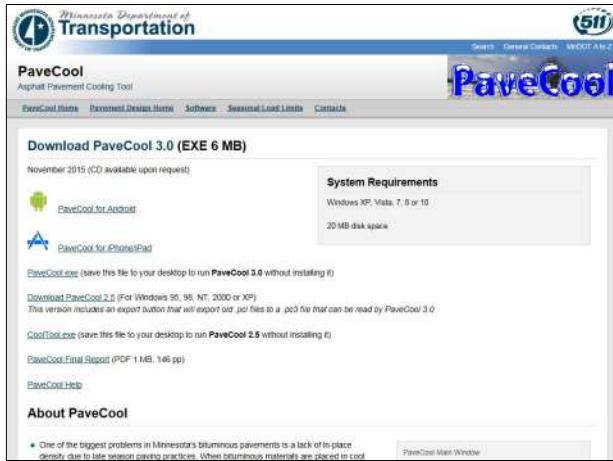 Minnesota Department of
Transportation
511
Search General Contacts MnDOT A to Z
PaveCool
Asphalt Pavement Cooling Tool
PaveCool
PaveCool Home Pavement Design Home Software Seasonal Load Limits Contacts
Download PaveCool 3.0 (EXE 6 MB)
November 2015 (CD available upon request)
System Requirements
Windows XP, Vista, 7, 8 or 10
20 MB disk space
PaveCool for Android
PaveCool for iPhone/iPad
PaveCool.exe (save this file to your desktop to run PaveCool 3.0 without installing it)
Download PaveCool 2.5 (For Windows 95, 98, NT, 2000 or XP)
This version includes an export button that will export old .pcl files to a .pc3 file that can be read by PaveCool 3.0
CoolTool.exe (save this file to your desktop to run PaveCool 2.5 without installing it)
PaveCool Final Report (PDF 1 MB, 146 pp)
PaveCool Help
About PaveCool
One of the biggest problems in Minnesota's bituminous pavements is a lack of in-place
density due to late season paving practices. When bituminous materials are placed in cool
PaveCool Main Window